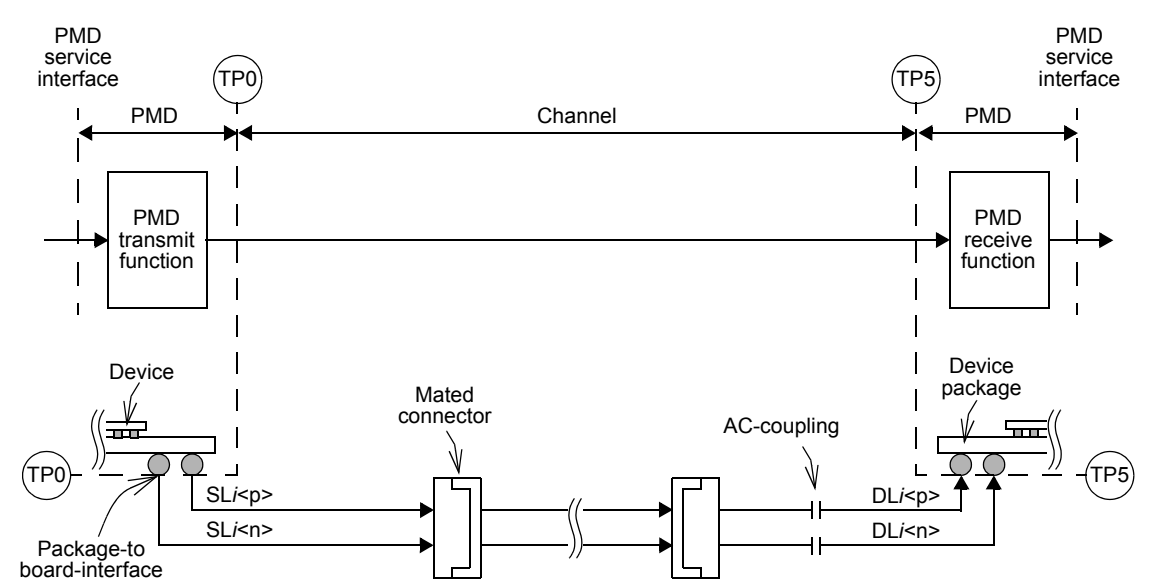 PMD
service
interface
TP0
TP5
PMD
service
interface
PMD
Channel
PMD
PMD
transmit
function
PMD
receive
function
Device
Mated
connector
AC-coupling
Device
package
TP0
TP5
SLi<p>
DLi<p>
SLi<n>
DLi<n>
Package-to
board-interface